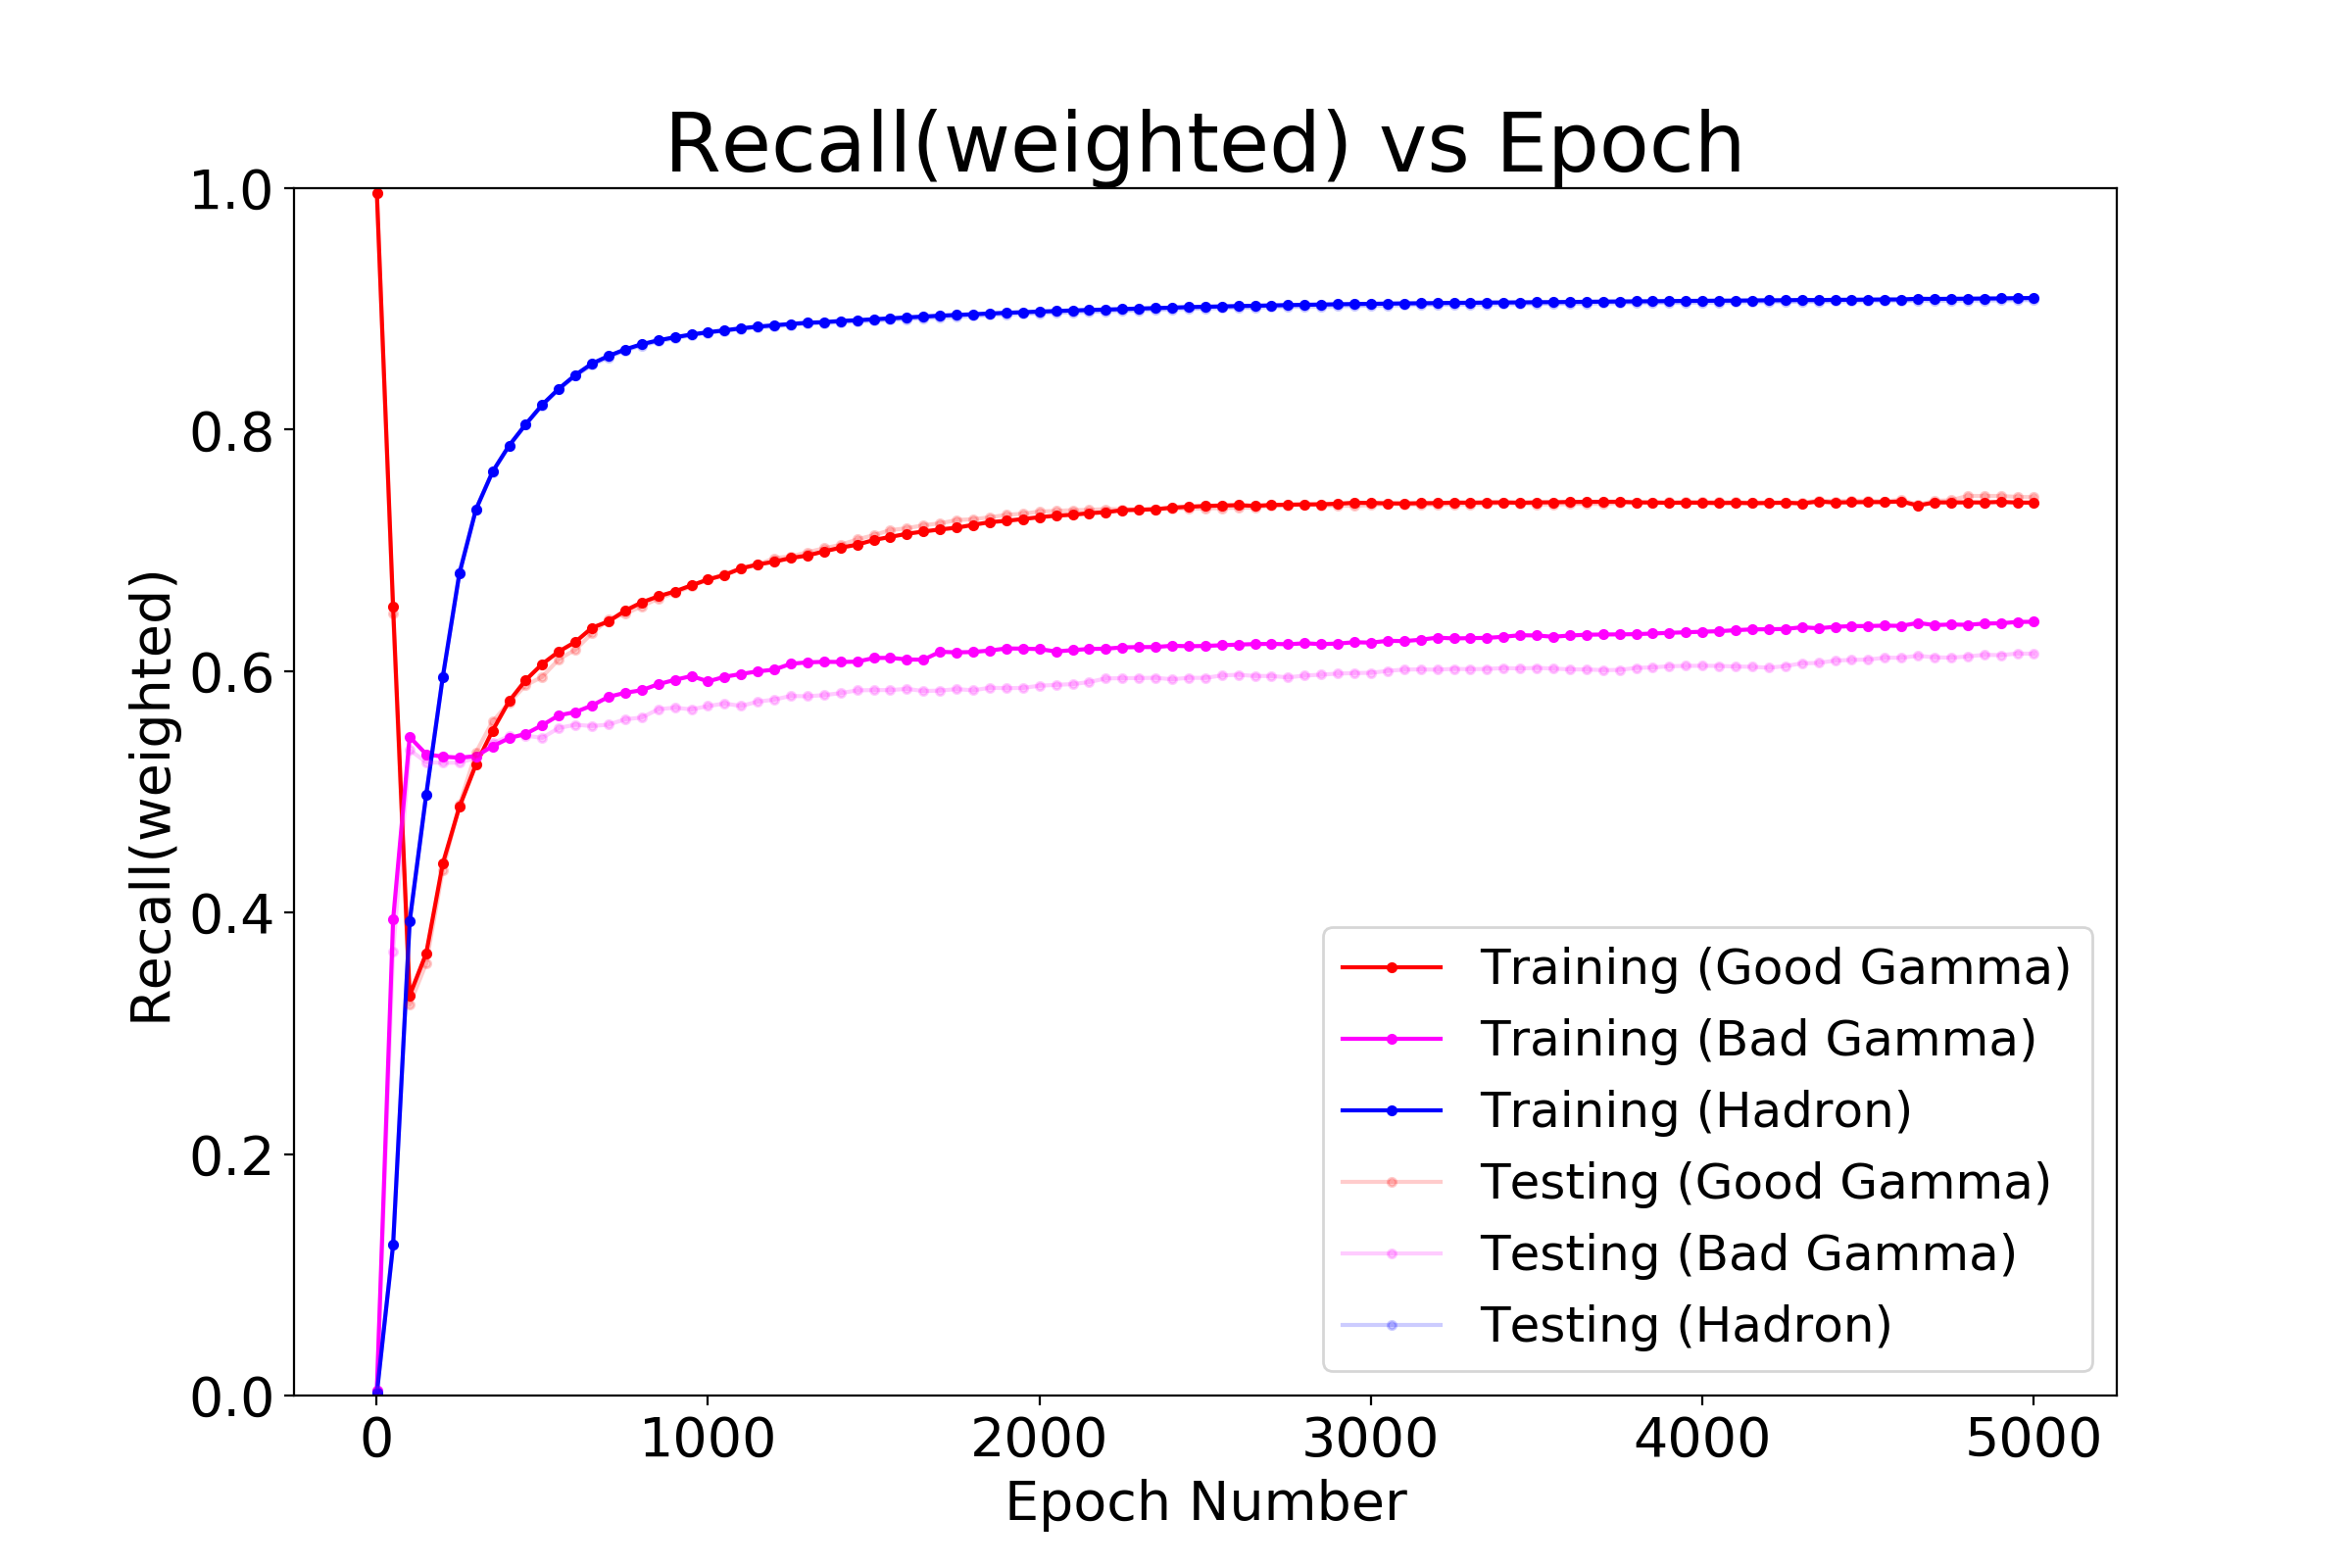 Recall(weighted) vs Epoch
Recall(weighted)
1.0
0.8
0.6
0.4
0.2
0.0
0 1000 2000 3000 4000 5000
Epoch Number
Training (Good Gamma)
Training (Bad Gamma)
Training (Hadron)
Testing (Good Gamma)
Testing (Bad Gamma)
Testing (Hadron)